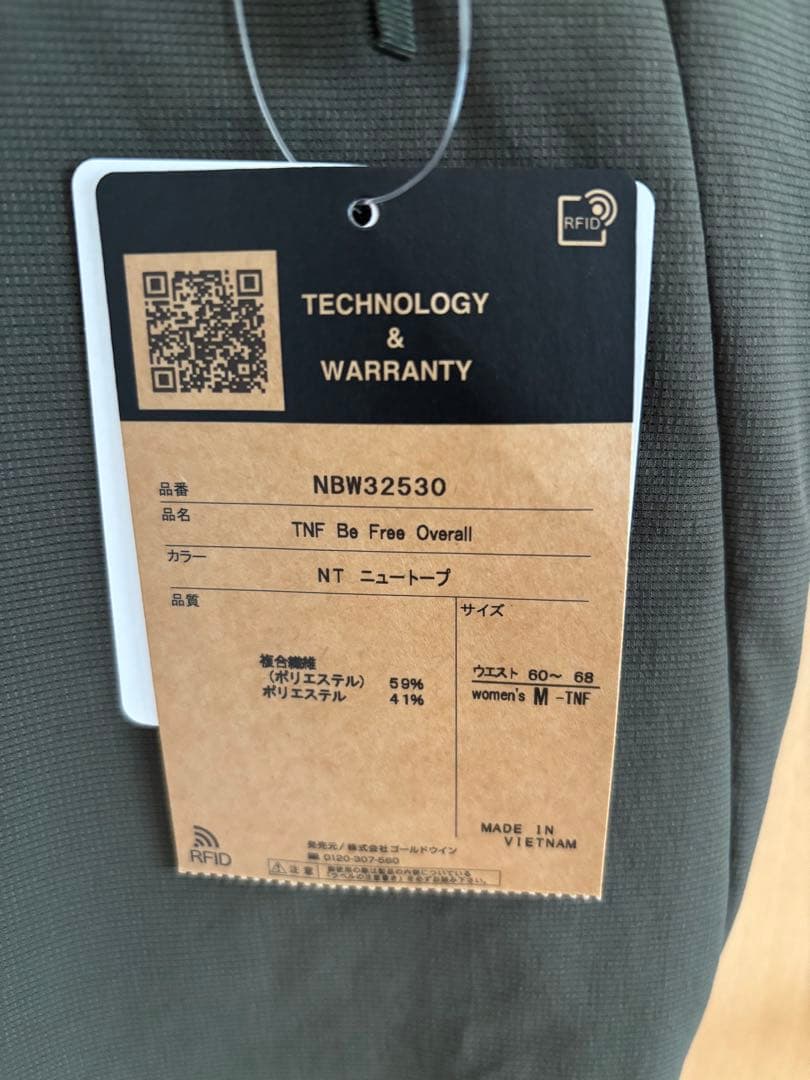 RFID
TECHNOLOGY
&
WARRANTY
品番 NBW32530
品名 TNF Be Free Overall
カラー NT ニュートープ
品質
複合繊維
(ポリエステル) 59%
ポリエステル 41%
サイズ
ウエスト 60～ 68
women's M -TNF
MADE IN
VIETNAM
RFID
発売元/株式会社ゴールドウイン
0120-307-560
注意